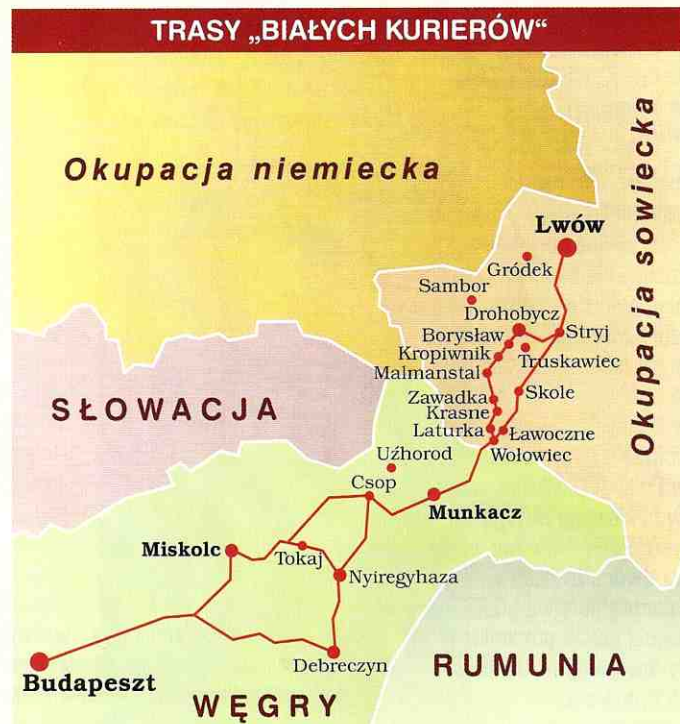 TRASY „BIAŁYCH KURIERÓW“
Okupacja niemiecka
Okupacja sowiecka
Lwów
Gródek
Sambor
Drohobycz
Borysław
Stryj
Kropiwnik
Truskawiec
Malmanstal
Skole
SŁOWACJA
Zawadka
Krasne
Laturka
Ławoczne
Wołowiec
Uźhorod
Csop
Munkacz
Miskolc
Tokaj
Nyiregyhaza
Debreczyn
RUMUNIA
Budapeszt
WĘGRY